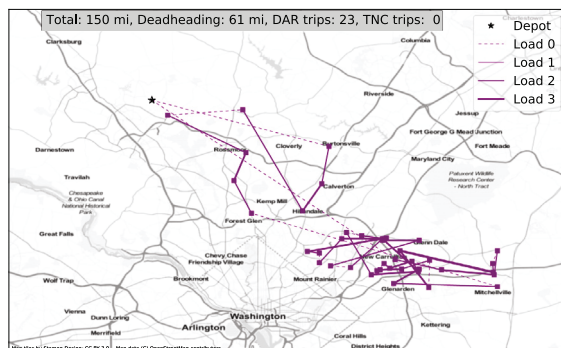 Total: 150 mi, Deadheading: 61 mi, DAR trips: 23, TNC trips: 0
Depot
Load 0
Load 1
Load 2
Load 3
Clarksburg
Columbia
Riverside
Jessup
Fort George G Mead Junction
Fort Meade
Darnestown
Cloverly
Burtonsville
Maryland City
Travilah
Patuxent Wildlife
Research Center
- North Tract
Chesapeake
& Ohio Canal
National Historical
Park
Calverton
Kemp Mill
Hillandale
Forest Glen
Great Falls
Glenn Dale
Chevy Chase
Friendship Village
Wolf Trap
Brookmont
Mount Rainier
Glenarden
Mitchellville
Vienna
Dunn Loring
Merrifield
Washington
Arlington
Kettering
Coral Hills
District Heights